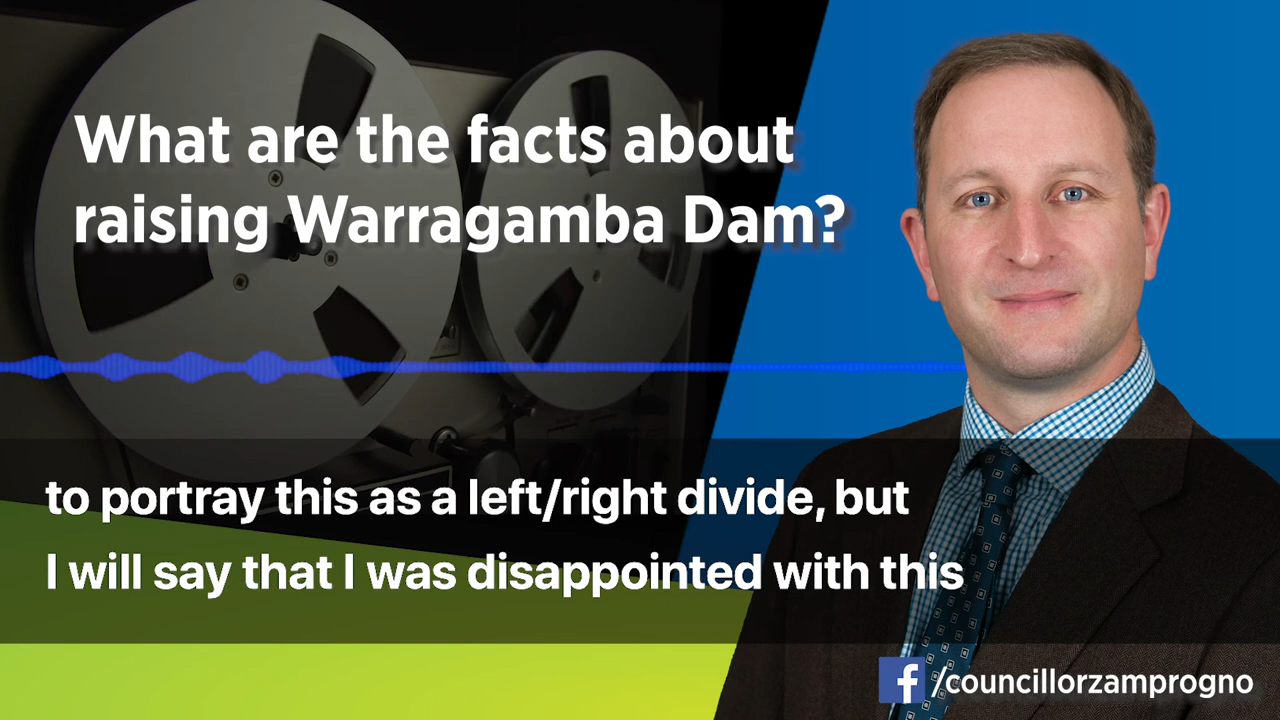 What are the facts about
raising Warragamba Dam?
to portray this as a left/right divide, but
I will say that I was disappointed with this
f /councillorzamprogno